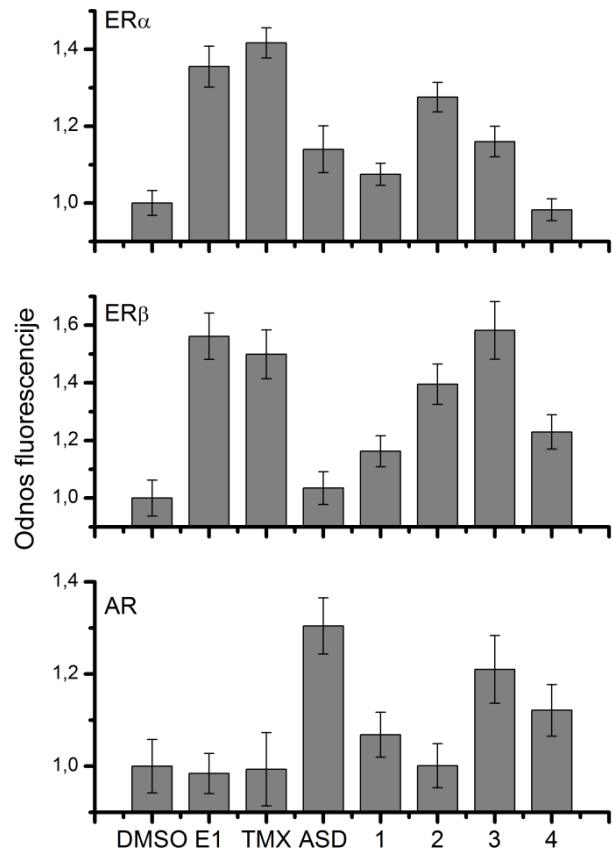 ERα
1,4
1,2
1,0
Odnos fluorescencije
ERβ
1,6
1,4
1,2
1,0
AR
1,4
1,2
1,0
DMSO E1 TMX ASD 1 2 3 4